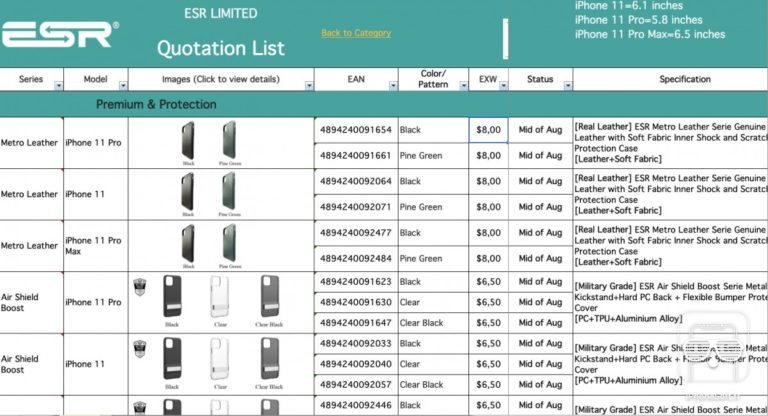 ESR LIMITED
ESR®
Quotation List
Back to Category
iPhone 11=6.1 inches
iPhone 11 Pro=5.8 inches
iPhone 11 Pro Max=6.5 inches
Series Model Images (Click to view details) EAN Color/ Pattern EXW Status Specification
Premium & Protection
Metro Leather iPhone 11 Pro
Black Pine Green
4894240091654 Black $8,00 Mid of Aug
4894240091661 Pine Green $8,00 Mid of Aug
[Real Leather] ESR Metro Leather Serie Genuine
Leather with Soft Fabric Inner Shock and Scratch
Protection Case
[Leather+Soft Fabric]
Metro Leather iPhone 11
Black Pine Green
4894240092064 Black $8,00 Mid of Aug
4894240092071 Pine Green $8,00 Mid of Aug
[Real Leather] ESR Metro Leather Serie Genuine
Leather with Soft Fabric Inner Shock and Scratch
Protection Case
[Leather+Soft Fabric]
Metro Leather iPhone 11 Pro
Max
Black Pine Green
4894240092477 Black $8,00 Mid of Aug
4894240092484 Pine Green $8,00 Mid of Aug
[Real Leather] ESR Metro Leather Serie Genuine
Leather with Soft Fabric Inner Shock and Scratch
Protection Case
[Leather+Soft Fabric]
Air Shield
Boost
iPhone 11 Pro
Black Clear Clear Black
4894240091623 Black $6,50 Mid of Aug
4894240091630 Clear $6,50 Mid of Aug
4894240091647 Clear Black $6,50 Mid of Aug
[Military Grade] ESR Air Shield Boost Serie Metal
Kickstand+Hard PC Back + Flexible Bumper Prote
Cover
[PC+TPU+Aluminium Alloy]
Air Shield
Boost
iPhone 11
Black Clear Clear Black
4894240092033 Black $6,50 Mid of Aug
4894240092040 Clear $6,50 Mid of Aug
4894240092057 Clear Black $6,50 Mid of Aug
[Military Grade] ESR Air Shield Boost Serie Metal
Kickstand+Hard PC Back + Flexible Bumper Prote
Cover
[PC+TPU+Aluminium Alloy]
4894240092446 Black $6,50 Mid of Aug
[Military Grade] ESR Air Shield Boost Serie Metal